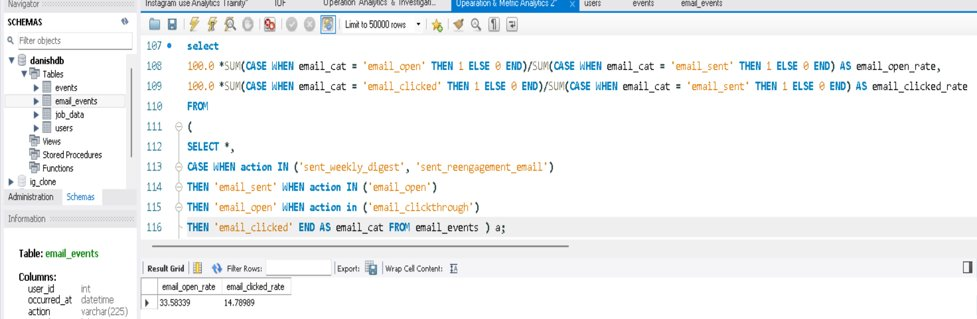 Navigator
Instagram use Analytics Trainity"
IOF
Operation Analytics & Investigati...
Opearation & Metric Analytics 2"
users
events
email_events
SCHEMAS
Filter objects
danishdb
Tables
events
email_events
job_data
users
Views
Stored Procedures
Functions
ig_clone
Administration Schemas
Information
Table: email_events
Columns:
user_id int
occurred_at datetime
action varchar(225)
Limit to 50000 rows
107 select
108 100.0 *SUM(CASE WHEN email_cat = 'email_open' THEN 1 ELSE 0 END)/SUM(CASE WHEN email_cat = 'email_sent' THEN 1 ELSE 0 END) AS email_open_rate,
109 100.0 *SUM(CASE WHEN email_cat = 'email_clicked' THEN 1 ELSE 0 END)/SUM(CASE WHEN email_cat = 'email_sent' THEN 1 ELSE 0 END) AS email_clicked_rate
110 FROM
111 (
112 SELECT *,
113 CASE WHEN action IN ('sent_weekly_digest', 'sent_reengagement_email')
114 THEN 'email_sent' WHEN action IN ('email_open')
115 THEN 'email_open' WHEN action in ('email_clickthrough')
116 THEN 'email_clicked' END AS email_cat FROM email_events ) a;
Result Grid Filter Rows: Export: Wrap Cell Content:
email_open_rate email_clicked_rate
33.58339 14.78989